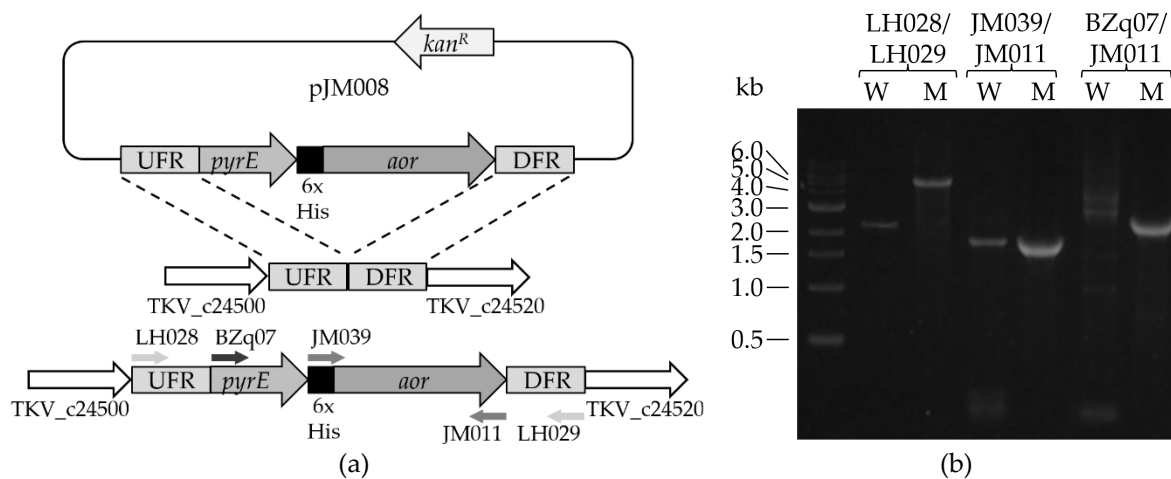 kan^R
pJM008
UFR pyrE aor DFR
6x
His
UFR DFR
TKV_c24500 TKV_c24520
LH028 BZq07 JM039
UFR pyrE aor DFR
TKV_c24500 6x TKV_c24520
His JM011 LH029
(a)
LH028/ JM039/ BZq07/
LH029 JM011 JM011
kb W M W M W M
6.0
5.0
4.0
3.0
2.0
1.5
1.0
0.5
(b)